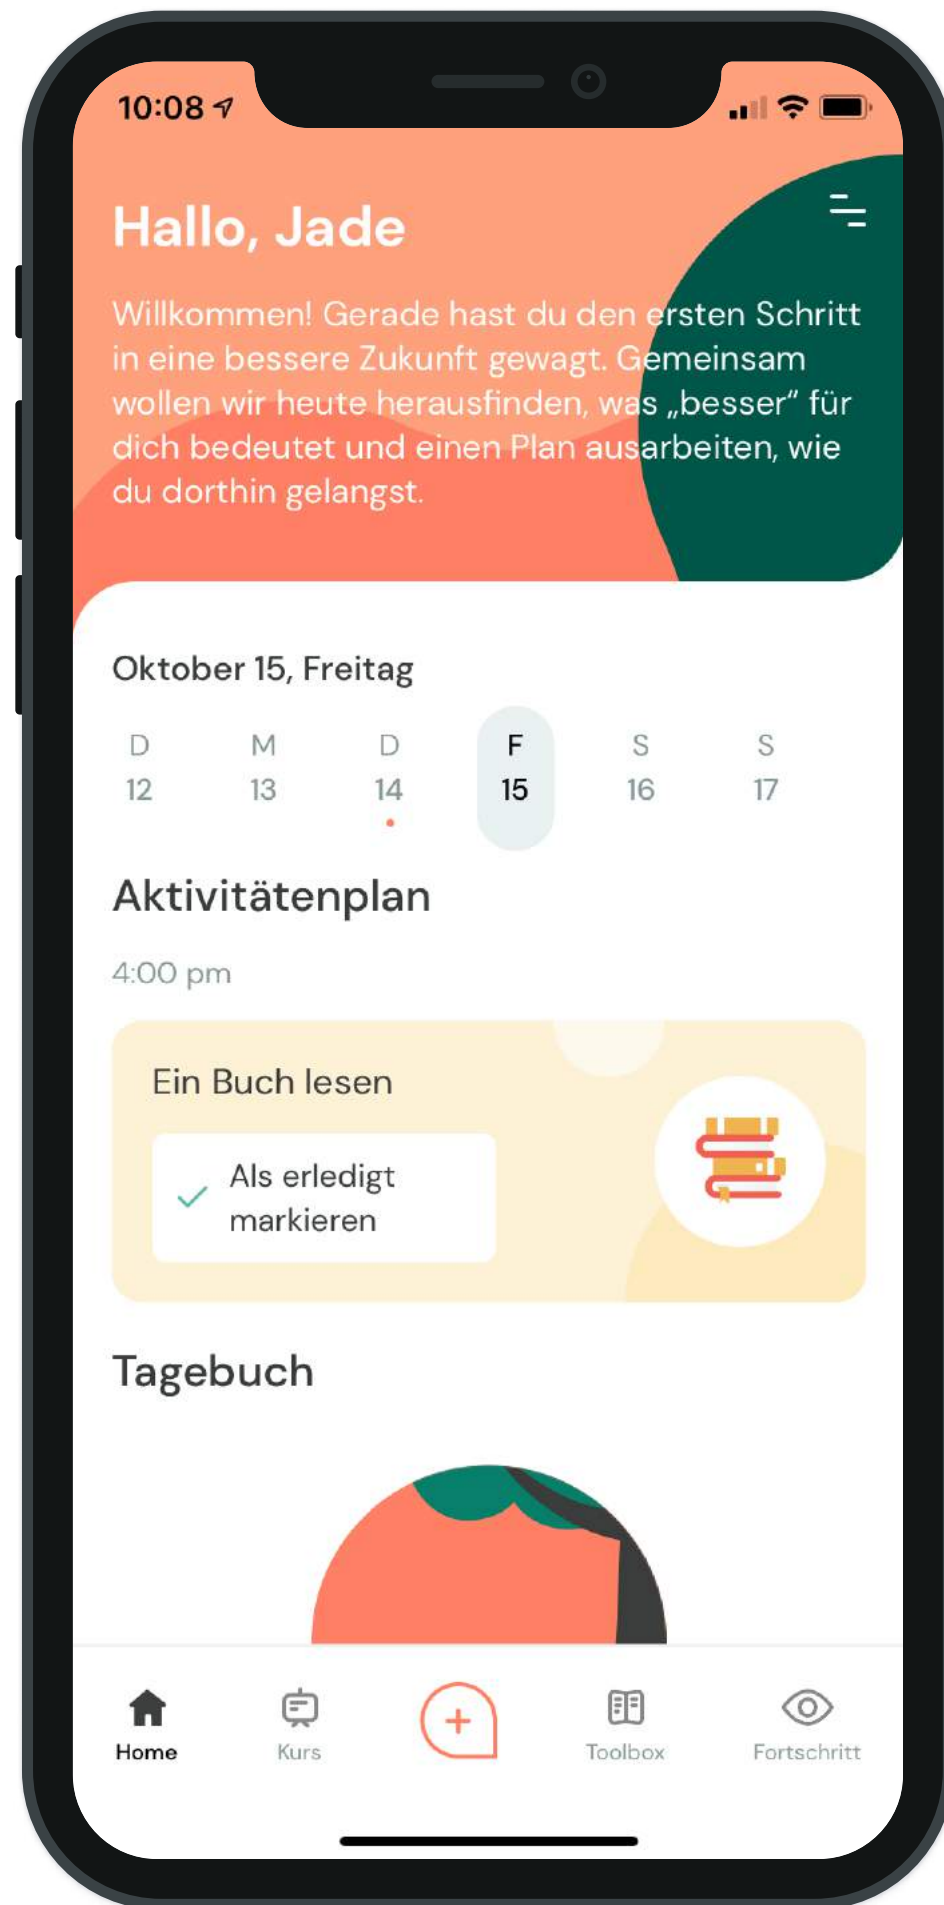 10:08
Hallo, Jade
Willkommen! Gerade hast du den ersten Schritt
in eine bessere Zukunft gewagt. Gemeinsam
wollen wir heute herausfinden, was „besser“ für
dich bedeutet und einen Plan ausarbeiten, wie
du dorthin gelangst.
Oktober 15, Freitag
D M D F S S
12 13 14 15 16 17
Aktivitätenplan
4:00 pm
Ein Buch lesen
Als erledigt
markieren
Tagebuch
Home Kurs Toolbox Fortschritt